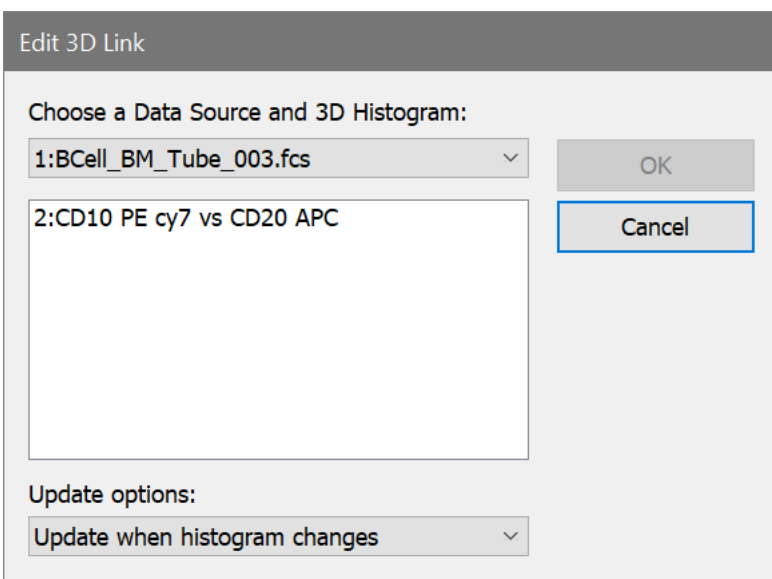 Edit 3D Link
Choose a Data Source and 3D Histogram:
1:BCell_BM_Tube_003.fcs
OK
2:CD10 PE cy7 vs CD20 APC
Cancel
Update options:
Update when histogram changes